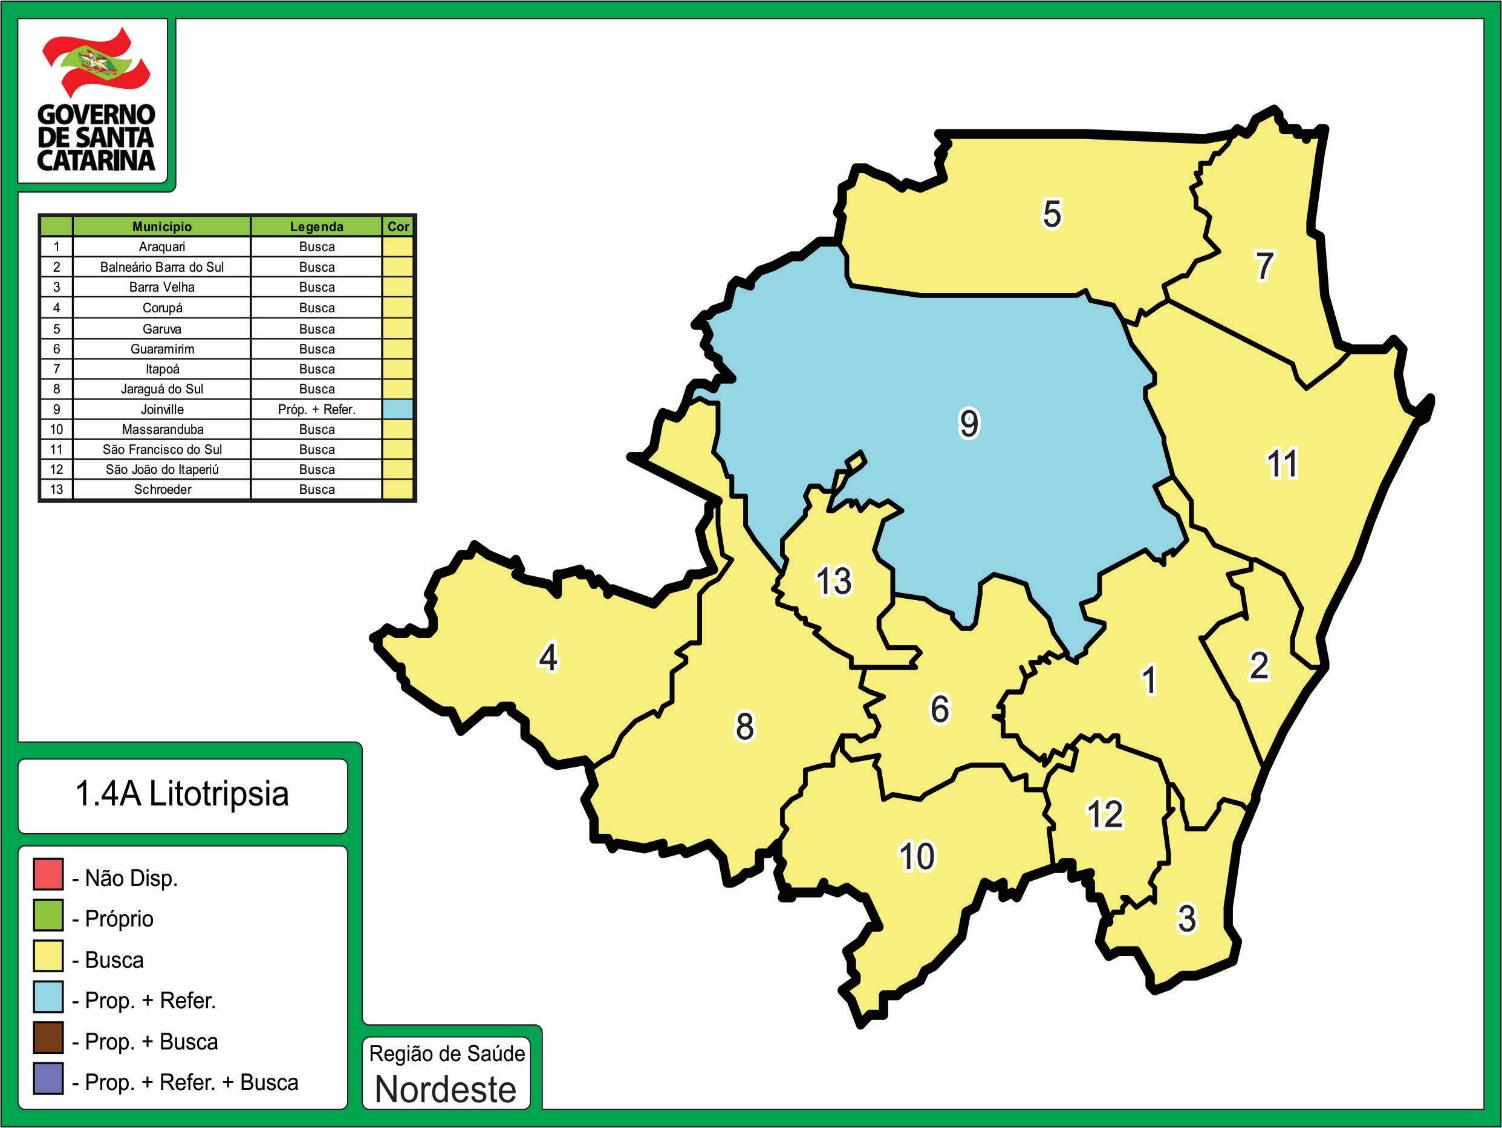 GOVERNO
DE SANTA
CATARINA
Município Legenda Cor
1 Araquari Busca
2 Balneário Barra do Sul Busca
3 Barra Velha Busca
4 Corupá Busca
5 Garuva Busca
6 Guaramirim Busca
7 Itapoá Busca
8 Jaraguá do Sul Busca
9 Joinville Próp. + Refer.
10 Massaranduba Busca
11 São Francisco do Sul Busca
12 São João do Itaperiú Busca
13 Schroeder Busca
5
7
9
11
13
4
2
1
6
8
12
10
3
1.4A Litotripsia
- Não Disp.
- Próprio
- Busca
- Prop. + Refer.
- Prop. + Busca
- Prop. + Refer. + Busca
Região de Saúde
Nordeste